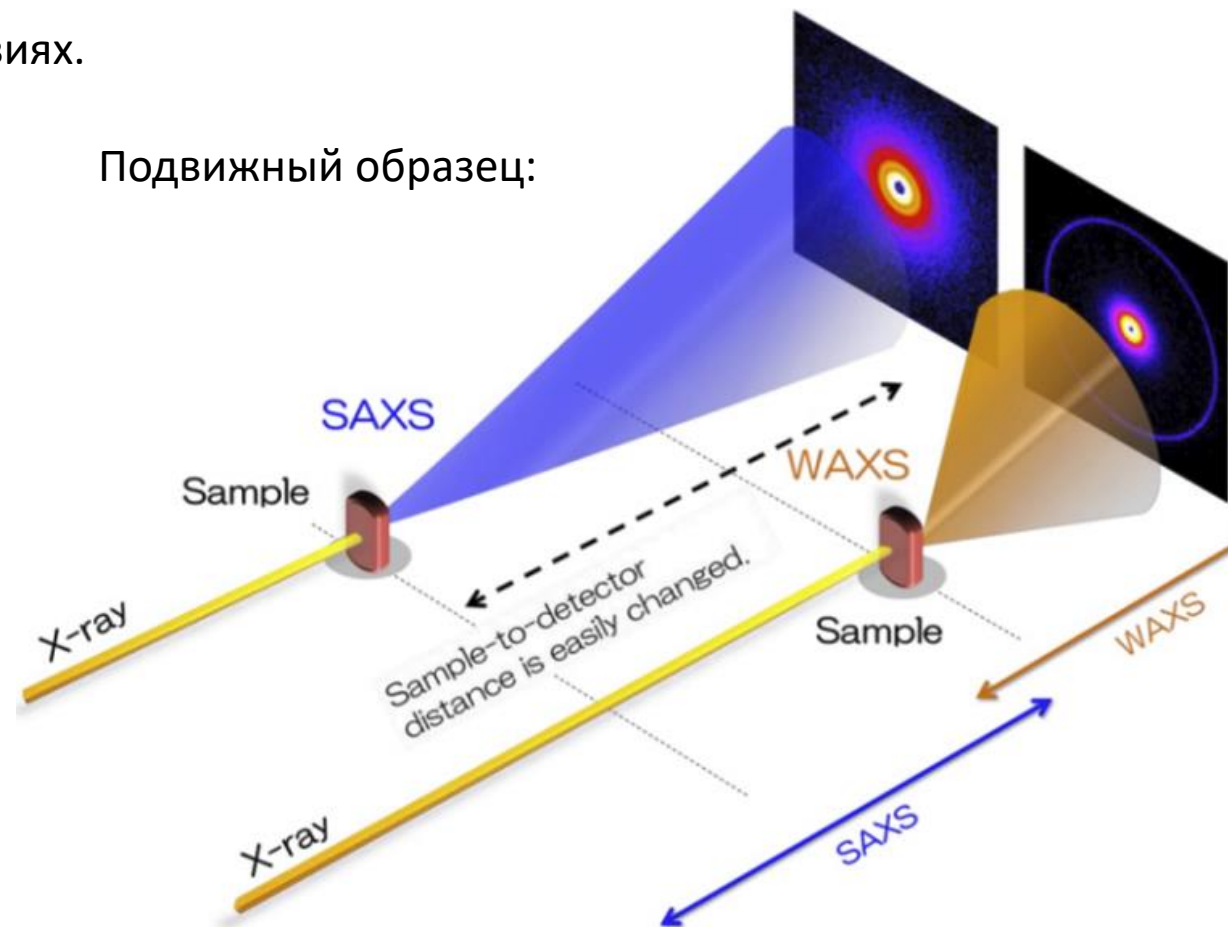 виях.
Подвижный образец:
SAXS
WAXS
Sample
Sample-to-detector
distance is easily changed.
Sample
X-ray
WAXS
X-ray
SAXS